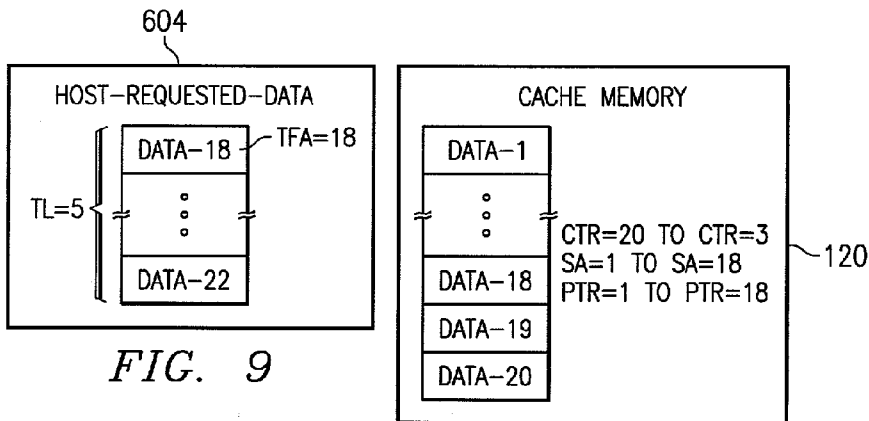 604
HOST-REQUESTED-DATA
DATA-18
TFA=18
TL=5
DATA-22
FIG. 9
CACHE MEMORY
DATA-1
CTR=20 TO CTR=3
SA=1 TO SA=18
PTR=1 TO PTR=18
120
DATA-18
DATA-19
DATA-20